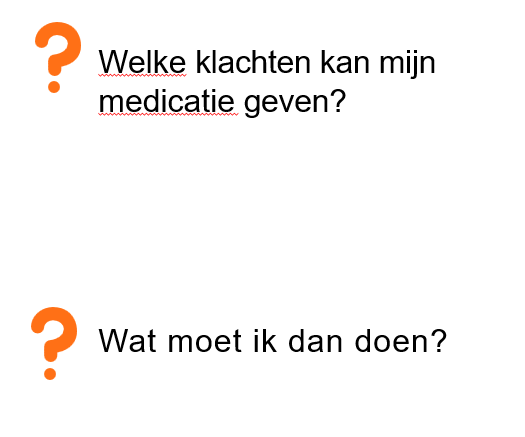 Welke klachten kan mijn
medicatie geven?
Wat moet ik dan doen?